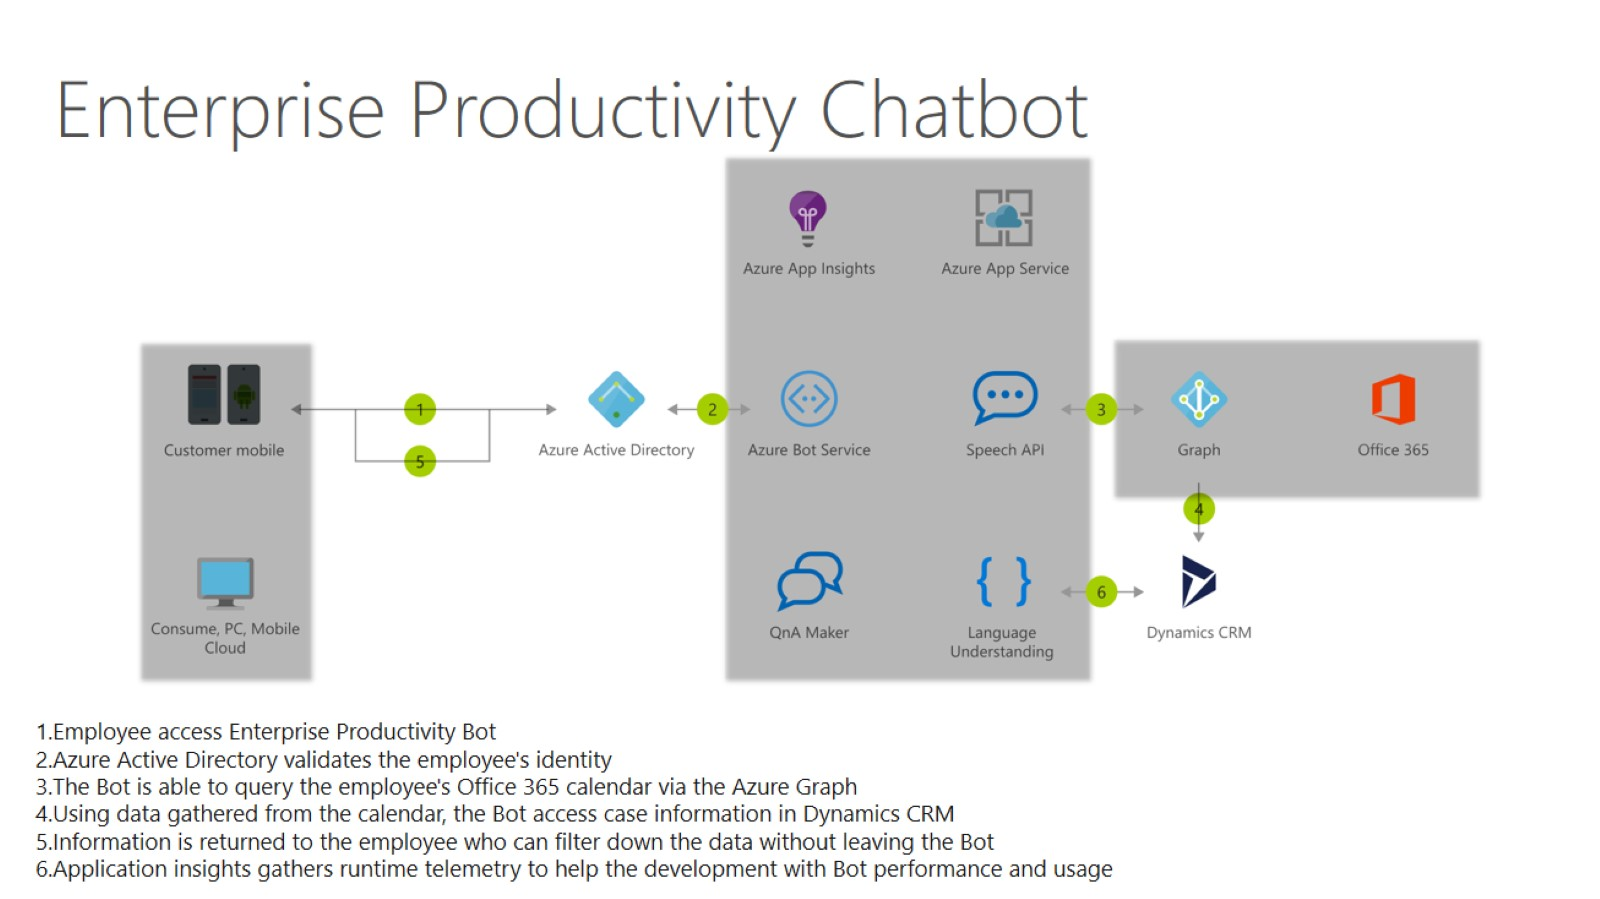 Enterprise Productivity Chatbot
Azure App Insights
Azure App Service
Customer mobile
1
5
Azure Active Directory
2
Azure Bot Service
Speech API
3
Graph
Office 365
4
Consume, PC, Mobile
Cloud
QnA Maker
Language
Understanding
6
Dynamics CRM
1.Employee access Enterprise Productivity Bot
2.Azure Active Directory validates the employee's identity
3.The Bot is able to query the employee's Office 365 calendar via the Azure Graph
4.Using data gathered from the calendar, the Bot access case information in Dynamics CRM
5.Information is returned to the employee who can filter down the data without leaving the Bot
6.Application insights gathers runtime telemetry to help the development with Bot performance and usage